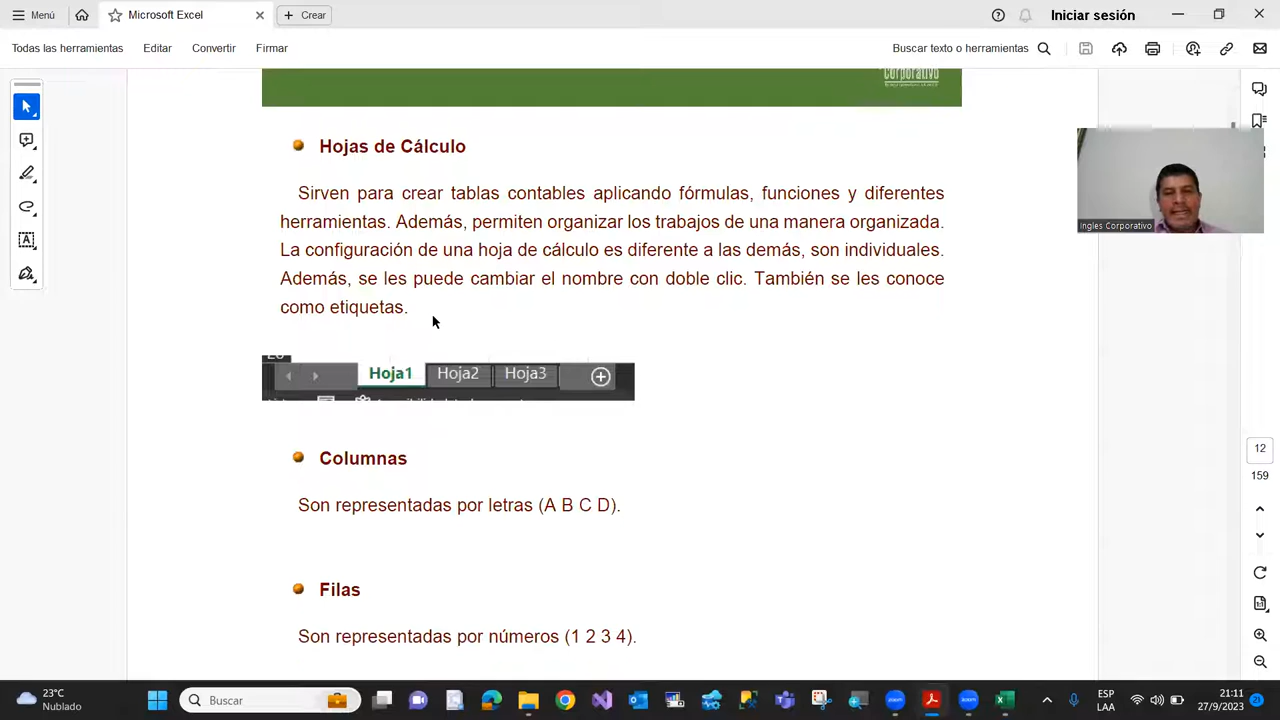 Menú
Microsoft Excel
Crear
Iniciar sesión
Todas las herramientas
Editar
Convertir
Firmar
Buscar texto o herramientas
Corporativo
Hojas de Cálculo
Sirven para crear tablas contables aplicando fórmulas, funciones y diferentes
herramientas. Además, permiten organizar los trabajos de una manera organizada.
La configuración de una hoja de cálculo es diferente a las demás, son individuales.
Además, se les puede cambiar el nombre con doble clic. También se les conoce
como etiquetas.
Ingles Corporativo
Hoja1
Hoja2
Hoja3
Columnas
Son representadas por letras (A B C D).
Filas
Son representadas por números (1 2 3 4).
12
159
23°C
Nublado
Buscar
ESP
LAA
21:11
27/9/2023